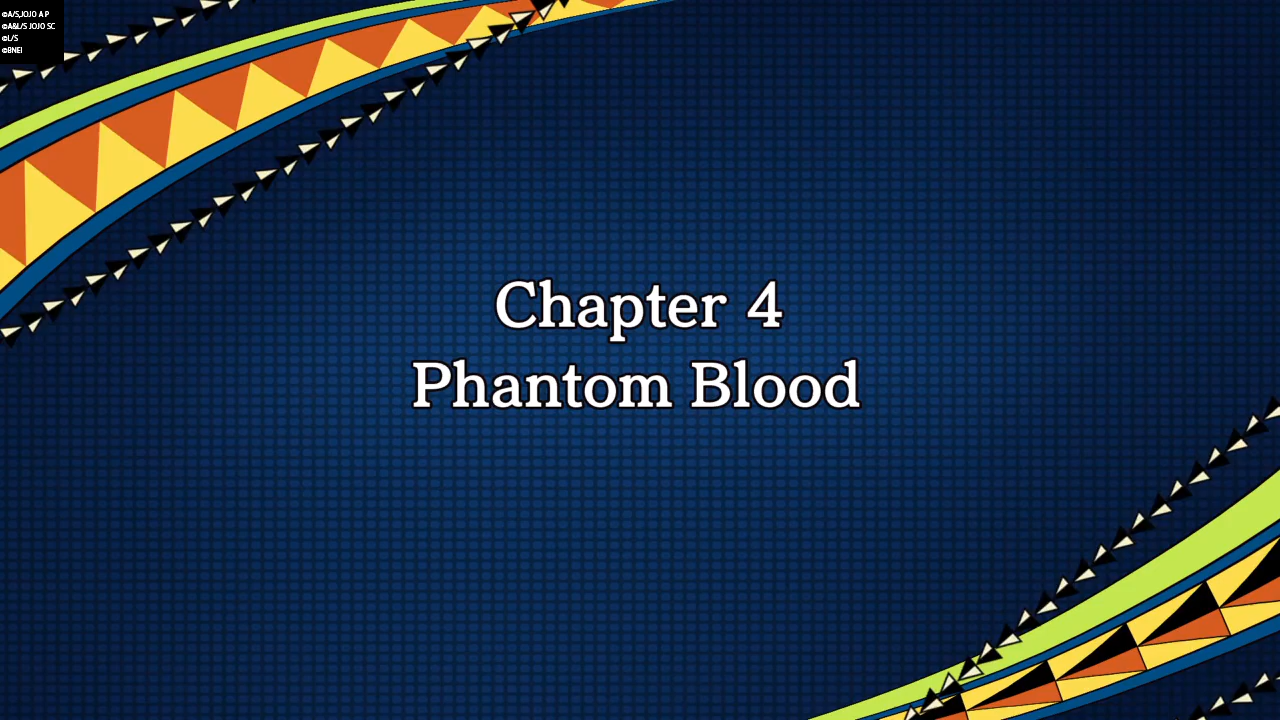 ©A/S,JOJO A P
©A&L/S JOJO SC
©L/S
©BNEI
Chapter 4
Phantom Blood